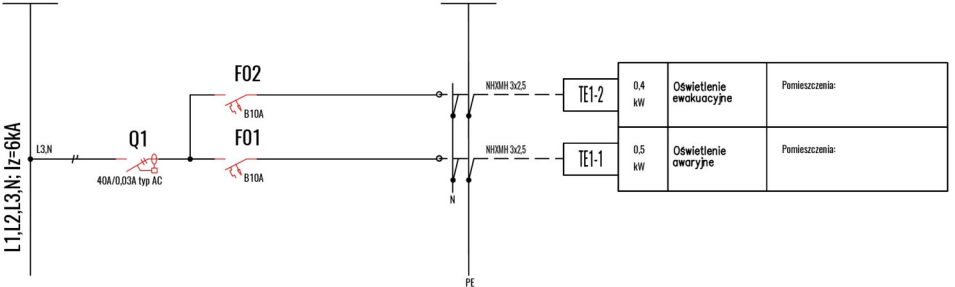 L1,L2,L3,N: Iz=6kA
L3,N
Q1
40A/0,03A typ AC
F02
B10A
F01
B10A
NHXMH 3x2,5
TE1-2
0,4
kW
Oświetlenie
ewakuacyjne
Pomieszczenia:
NHXMH 3x2,5
TE1-1
0,5
kW
Oświetlenie
awaryjne
Pomieszczenia:
N
PE